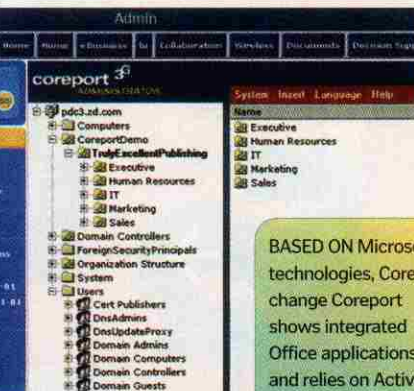 Admin
Home Home eBusiness bi Collaboration Wireless Documents Decision Sup
coreport 3G
ADMINISTRATOR
System Insert Language Help
Name
Executive
Human Resources
IT
Marketing
Sales
pdc3.zd.com
Computers
CoreportDemo
TrulyExcellentPublishing
Executive
Human Resources
IT
Marketing
Sales
Domain Controllers
ForeignSecurityPrincipals
Organization Structure
System
Users
Cert Publishers
DnsAdmins
DnsUpdateProxy
Domain Admins
Domain Computers
Domain Controllers
Domain Guests
BASED ON Microso
technologies, Core
change Coreport
shows integrated
Office applications
and relies on Activ